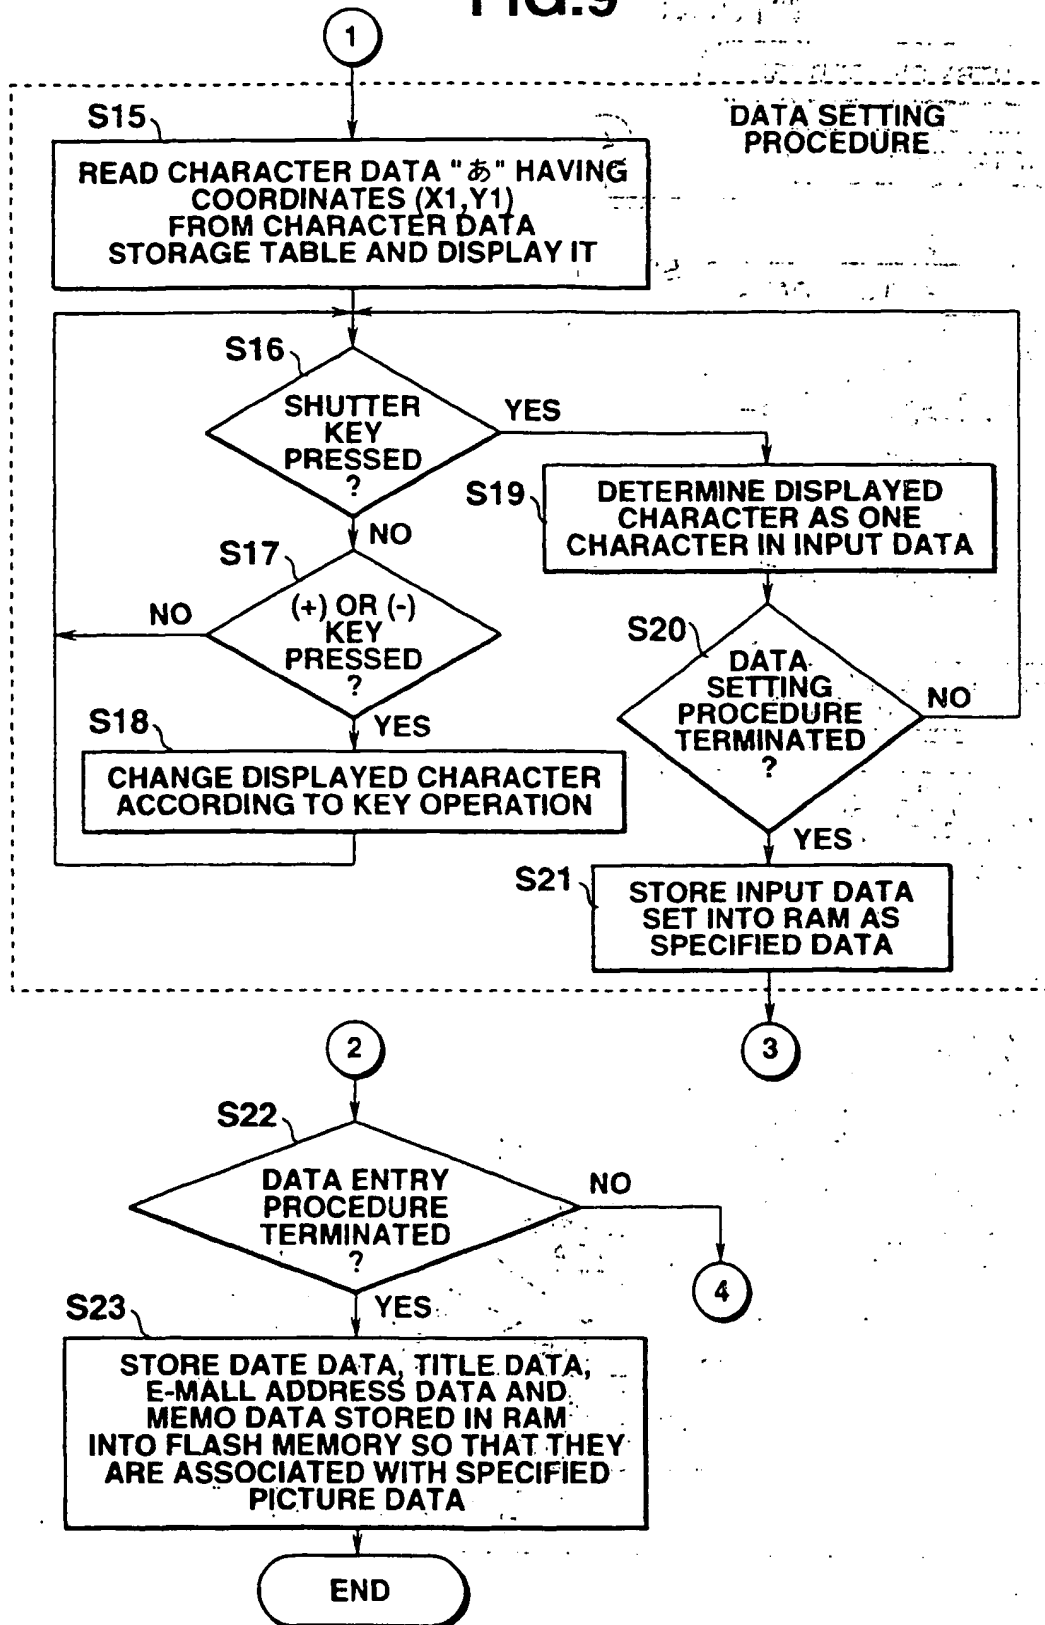 FIG.9
1
DATA SETTING
PROCEDURE
S15
READ CHARACTER DATA "あ" HAVING
COORDINATES (X1,Y1)
FROM CHARACTER DATA
STORAGE TABLE AND DISPLAY IT
S16
SHUTTER
KEY
PRESSED
?
YES
NO
S17
(+) OR (-)
KEY
PRESSED
?
NO
YES
S18
CHANGE DISPLAYED CHARACTER
ACCORDING TO KEY OPERATION
S19
DETERMINE DISPLAYED
CHARACTER AS ONE
CHARACTER IN INPUT DATA
S20
DATA
SETTING
PROCEDURE
TERMINATED
?
NO
YES
S21
STORE INPUT DATA
SET INTO RAM AS
SPECIFIED DATA
3
2
S22
DATA ENTRY
PROCEDURE
TERMINATED
?
NO
4
YES
S23
STORE DATE DATA, TITLE DATA,
E-MALL ADDRESS DATA AND
MEMO DATA STORED IN RAM
INTO FLASH MEMORY SO THAT THEY
ARE ASSOCIATED WITH SPECIFIED
PICTURE DATA
END